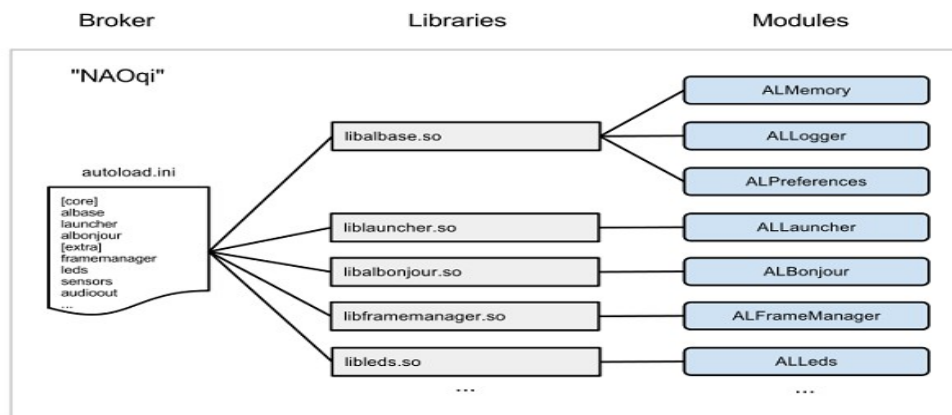 Broker Libraries Modules
"NAOqi"
autoload.ini
[core]
albase
launcher
albonjour
[extra]
framemanager
leds
sensors
audioout
...
libalbase.so
liblauncher.so
libalbonjour.so
libframemanager.so
libleds.so
...
ALMemory
ALLogger
ALPreferences
ALLauncher
ALBonjour
ALFrameManager
ALLeds
...